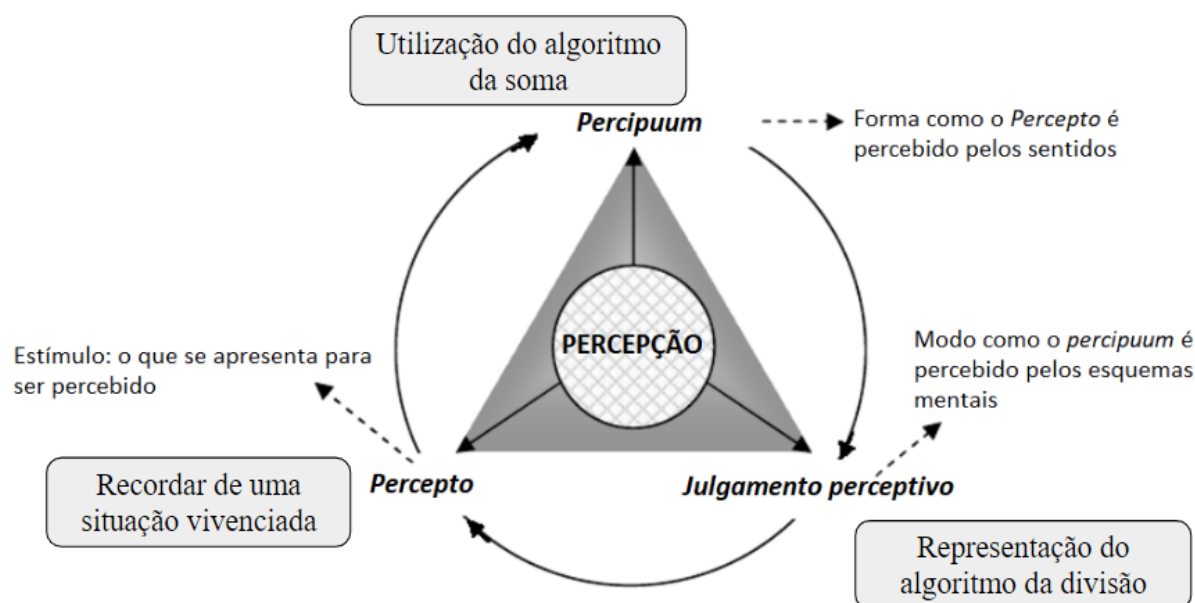 Utilização do algoritmo
da soma
Percipuum
Forma como o Percepto é
percebido pelos sentidos
PERCEPÇÃO
Modo como o percipuum é
percebido pelos esquemas
mentais
Estímulo: o que se apresenta para
ser percebido
Recordar de uma
situação vivenciada
Percepto
Julgamento perceptivo
Representação do
algoritmo da divisão